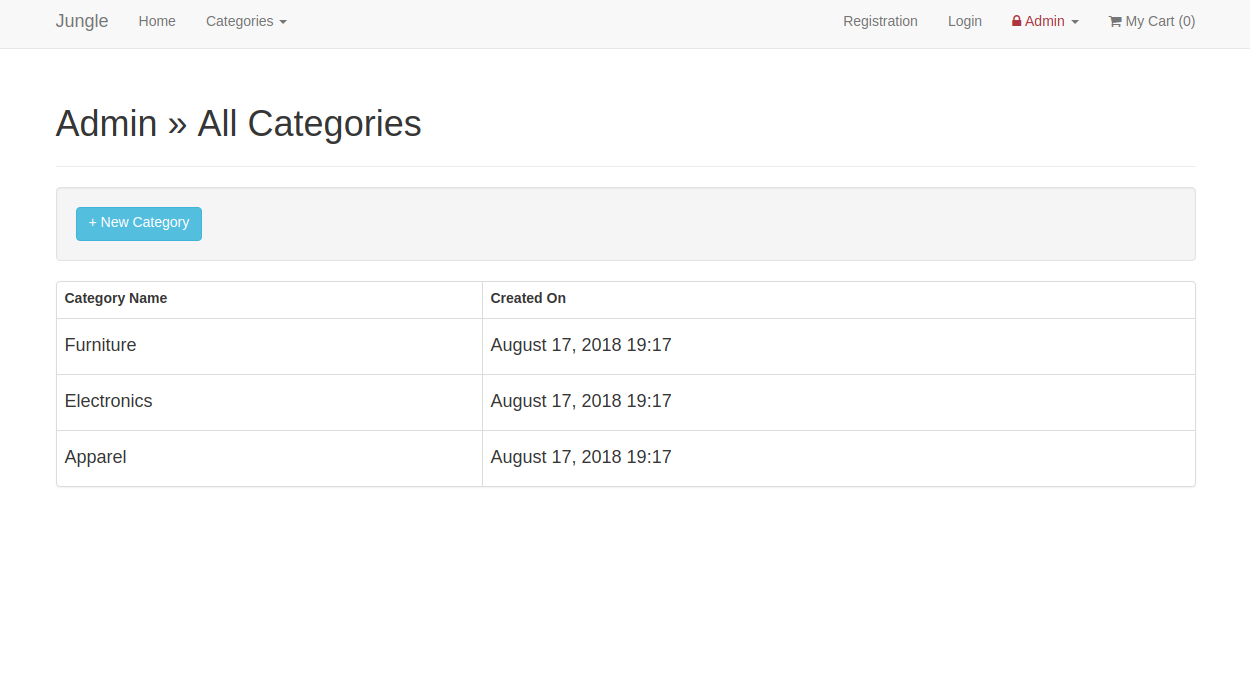 Jungle Home Categories Registration Login Admin My Cart (0)
Admin » All Categories
+ New Category
Category Name Created On
Furniture August 17, 2018 19:17
Electronics August 17, 2018 19:17
Apparel August 17, 2018 19:17